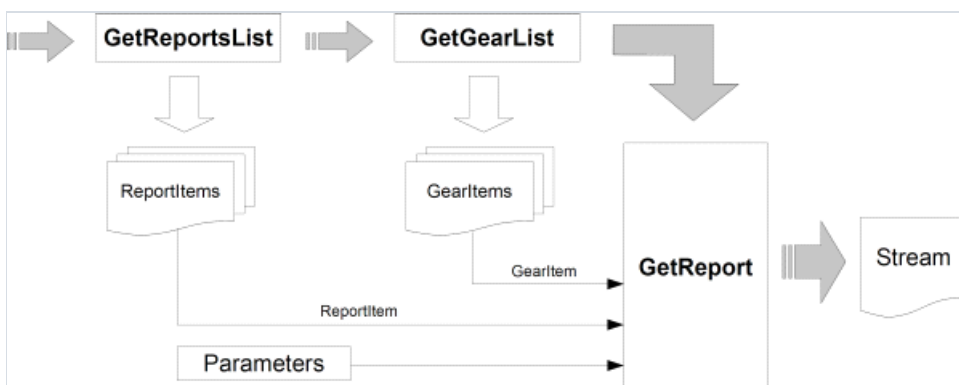 GetReportsList
GetGearList
ReportItems
GearItems
GearItem
GetReport
Stream
ReportItem
Parameters